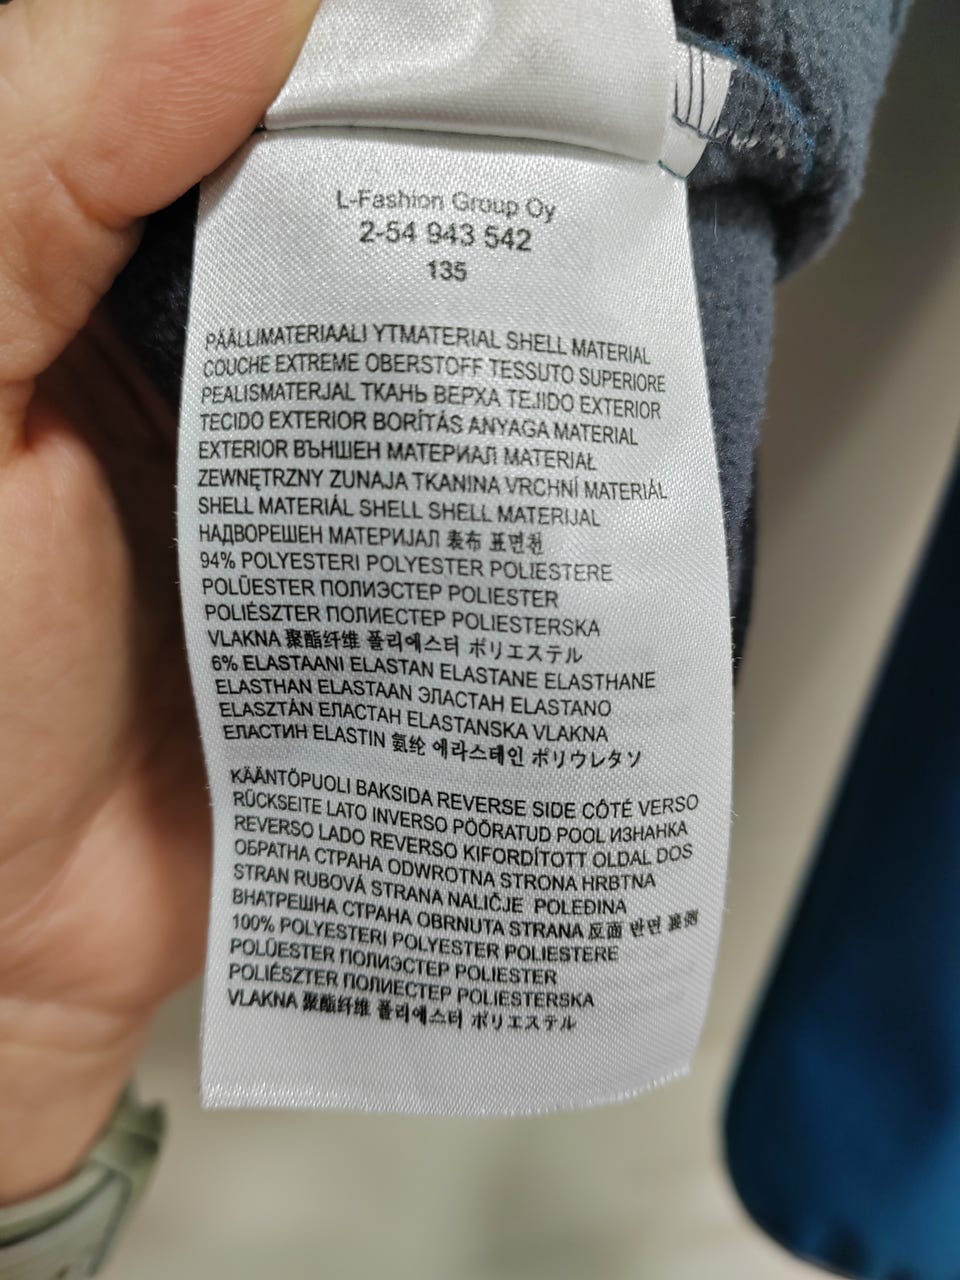 L-Fashion Group Oy
2-54 943 542
135
PÄÄLLIMATERIAALI YTMATERIAL SHELL MATERIAL
COUCHE EXTREME OBERSTOFF TESSUTO SUPERIORE
PEALISMATERJAL ТКАНЬ ВЕРХА TEJIDO EXTERIOR
TECIDO EXTERIOR BORÍTÁS ANYAGA MATERIAL
EXTERIOR ВЪНШЕН МАТЕРИАЛ MATERIAŁ
ZEWNĘTRZNY ZUNAJA TKANINA VRCHNÍ MATERIÁL
SHELL MATERIÁL SHELL SHELL MATERIJAL
НАДВОРЕШЕН МАТЕРИЈАЛ 表布 표면천
94% POLYESTERI POLYESTER POLIESTERE
POLÜESTER ПОЛИЭСТЕР POLIESTER
POLIÉSZTER ПОЛИЕСТЕР POLIESTERSKA
VLAKNA 聚酯纤维 폴리에스터 ポリエステル
6% ELASTAANI ELASTAN ELASTANE ELASTHANE
ELASTHAN ELASTAAN ЭЛАСТАН ELASTANO
ELASZTÁN ЕЛАСТАН ELASTANSKA VLAKNA
ЕЛАСТИН ELASTIN 氨纶 에라스테인 ポリウレタソ
KÄÄNTÖPUOLI BAKSIDA REVERSE SIDE CÔTÉ VERSO
RÜCKSEITE LATO INVERSO PÖÖRATUD POOL ИЗНАНКА
REVERSO LADO REVERSO KIFORDÍTOTT OLDAL DOS
ОБРАТНА СТРАНА ODWROTNA STRONA HRBTNA
STRAN RUBOVÁ STRANA NALIČJE POLEĐINA
ВНАТРЕШНА СТРАНА OBRNUTA STRANA 反面 반면 裏側
100% POLYESTERI POLYESTER POLIESTERE
POLÜESTER ПОЛИЭСТЕР POLIESTER
POLIÉSZTER ПОЛИЕСТЕР POLIESTERSKA
VLAKNA 聚酯纤维 폴리에스터 ポリエステル